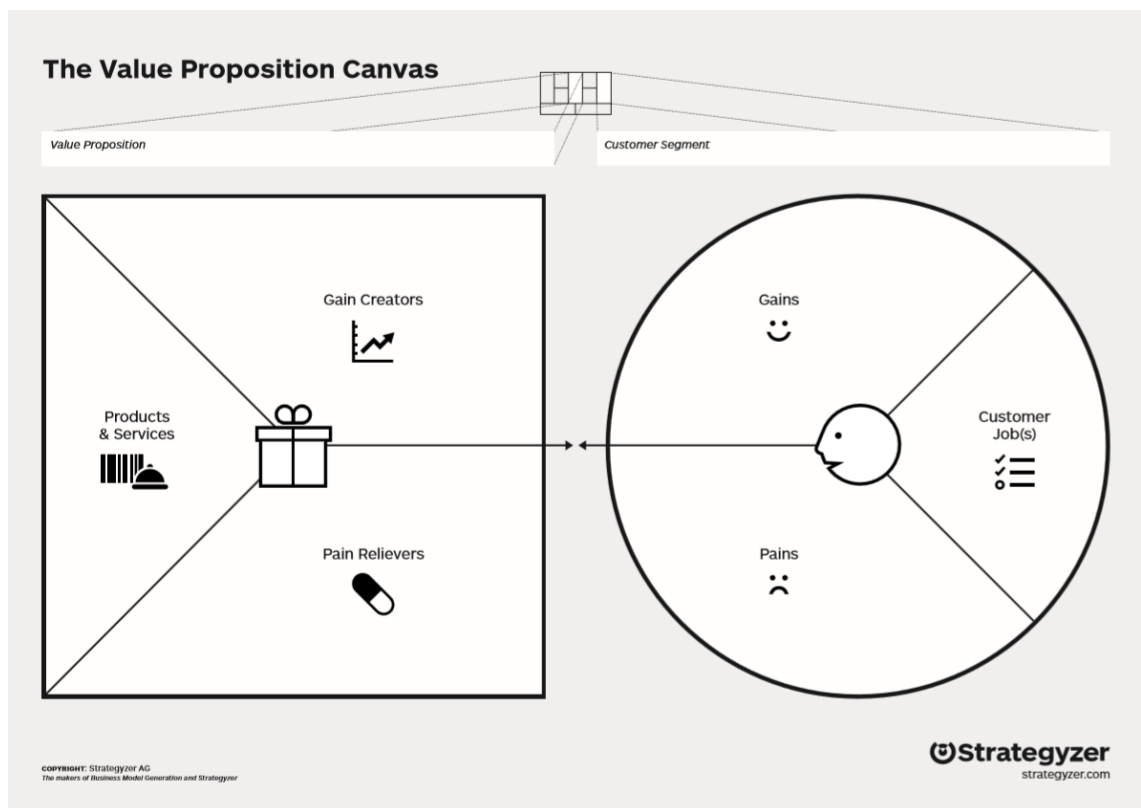 The Value Proposition Canvas
Value Proposition
Customer Segment
Gain Creators
Products
& Services
Pain Relievers
Gains
Customer
Job(s)
Pains
COPYRIGHT: Strategyzer AG
The makers of Business Model Generation and Strategyzer
Strategyzer
strategyzer.com